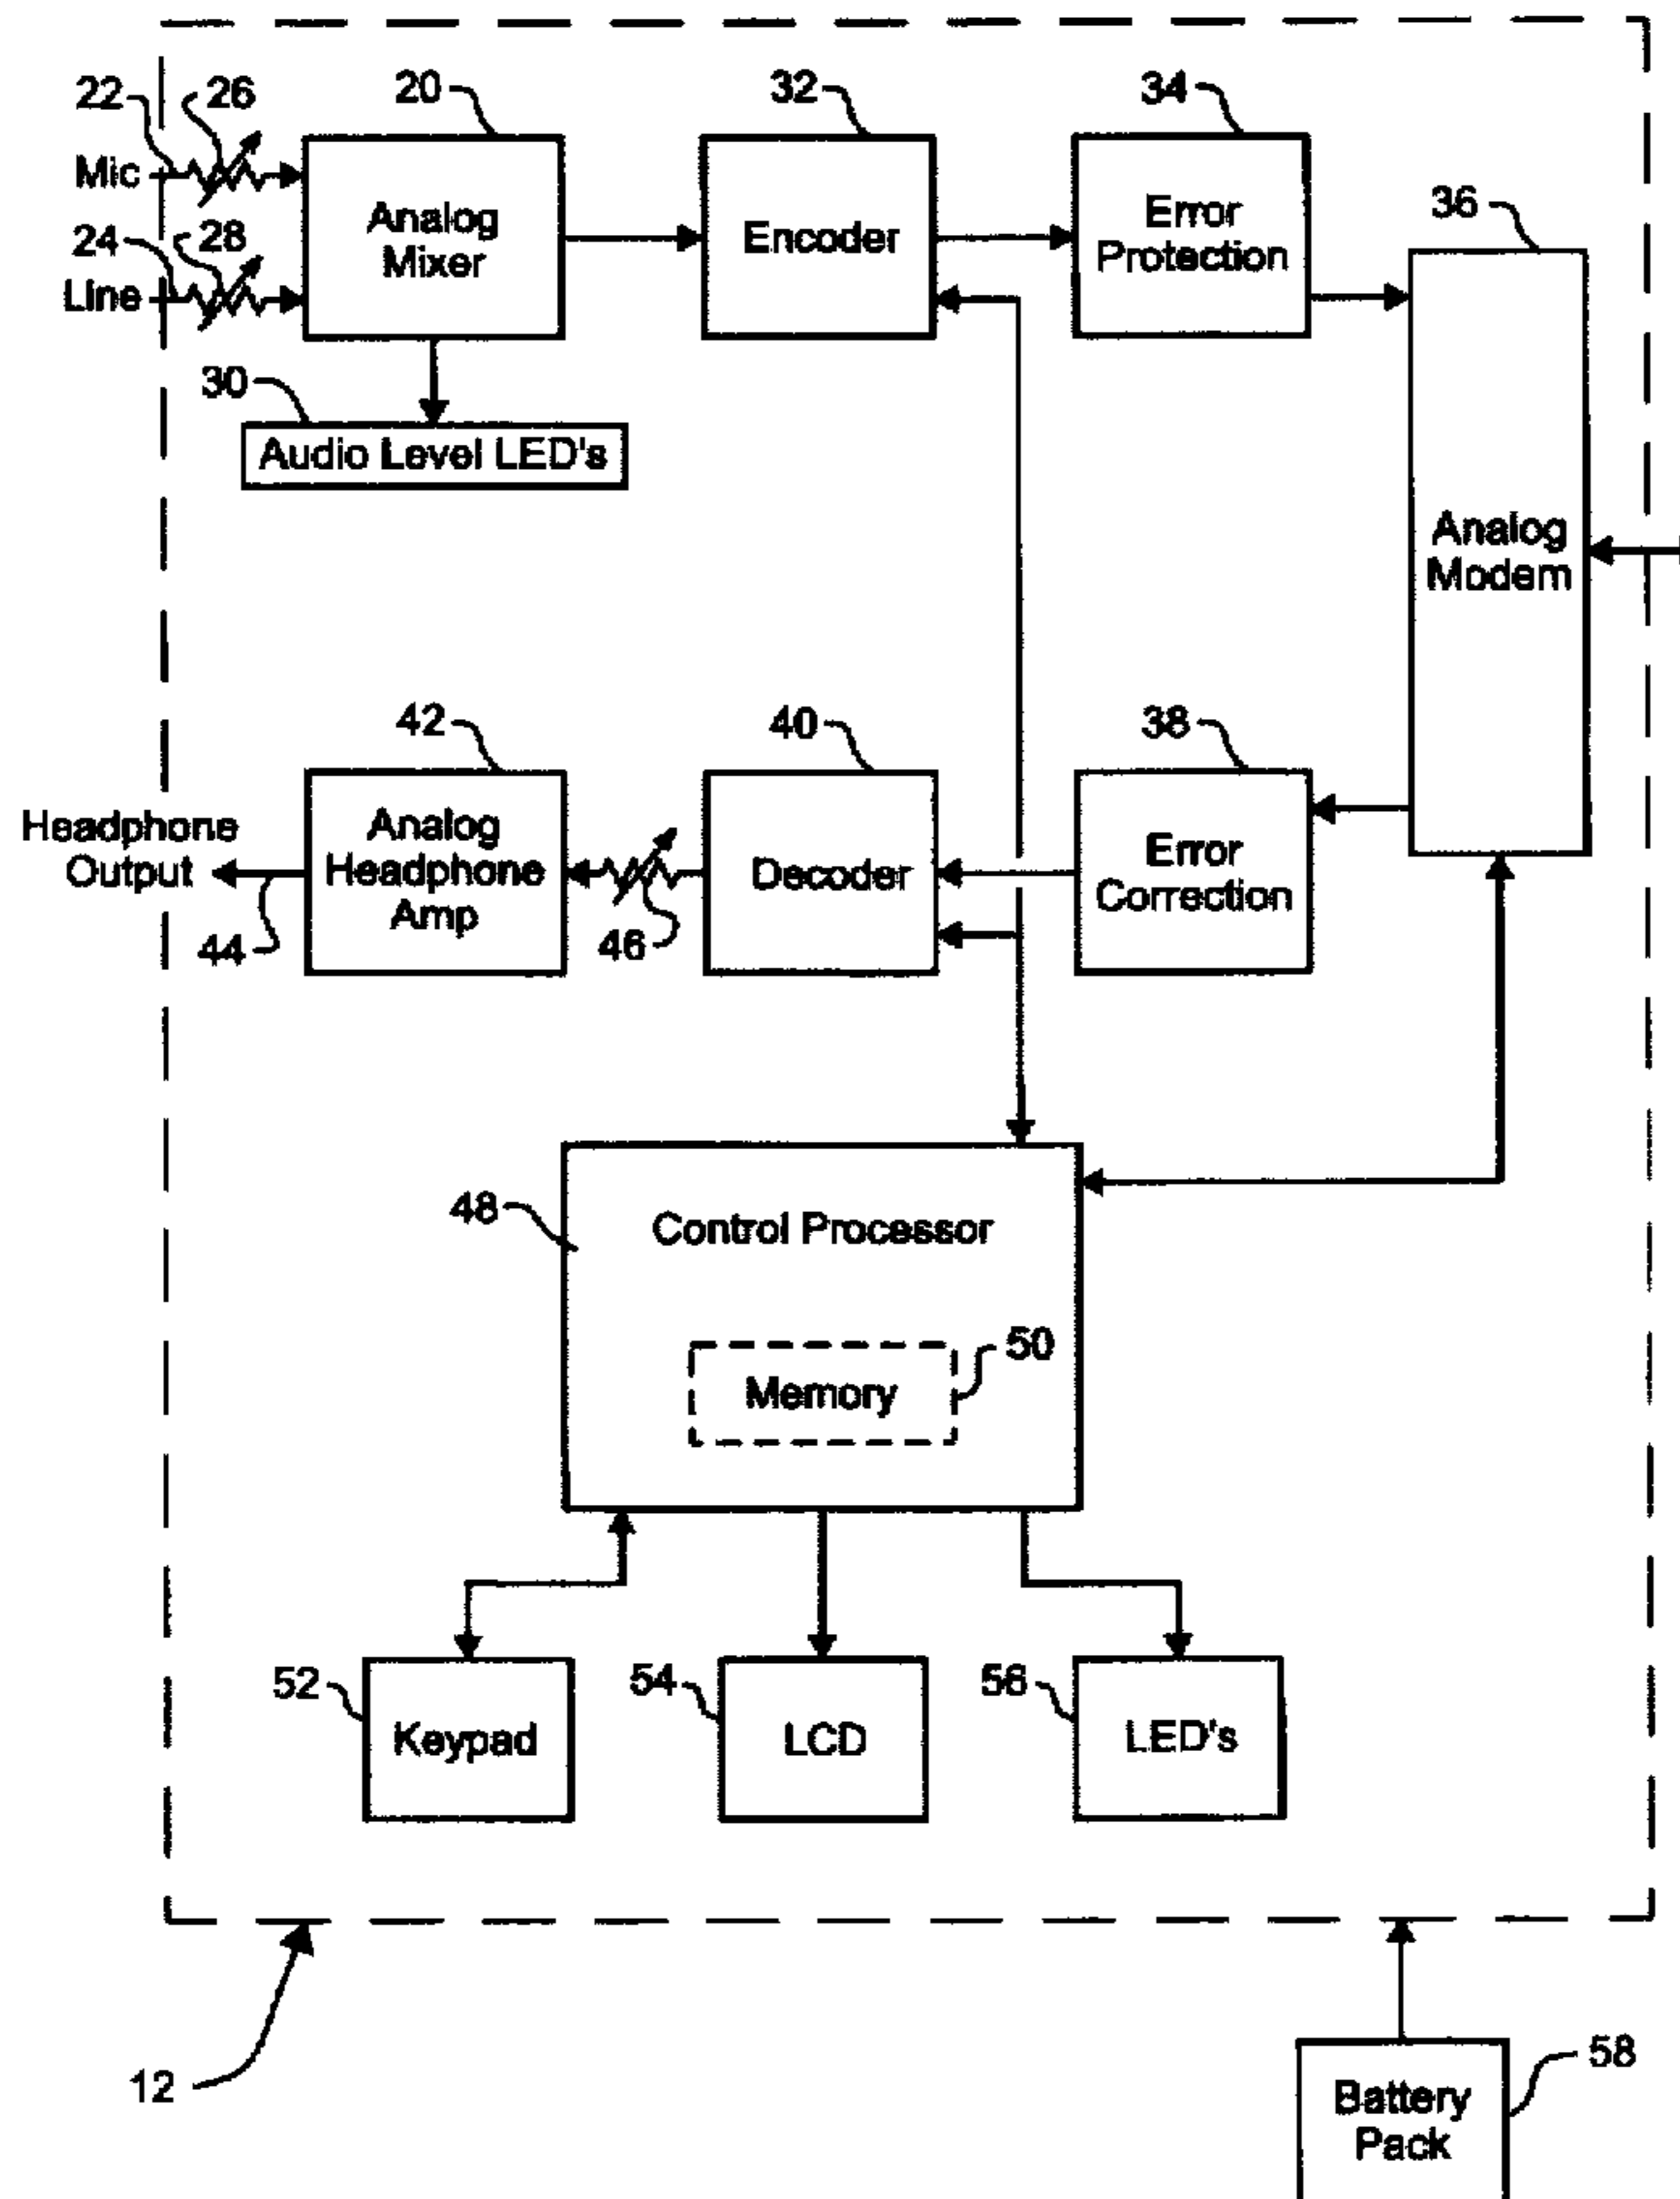 22
26
20
32
34
36
Mic
Analog
Mixer
Encoder
Error
Protection
24
28
Line
30
Audio Level LED's
Analog
Modem
42
40
38
Headphone
Output
Analog
Headphone
Amp
Decoder
Error
Correction
44
46
48
Control Processor
50
Memory
52
54
56
Keypad
LCD
LED's
12
58
Battery
Pack